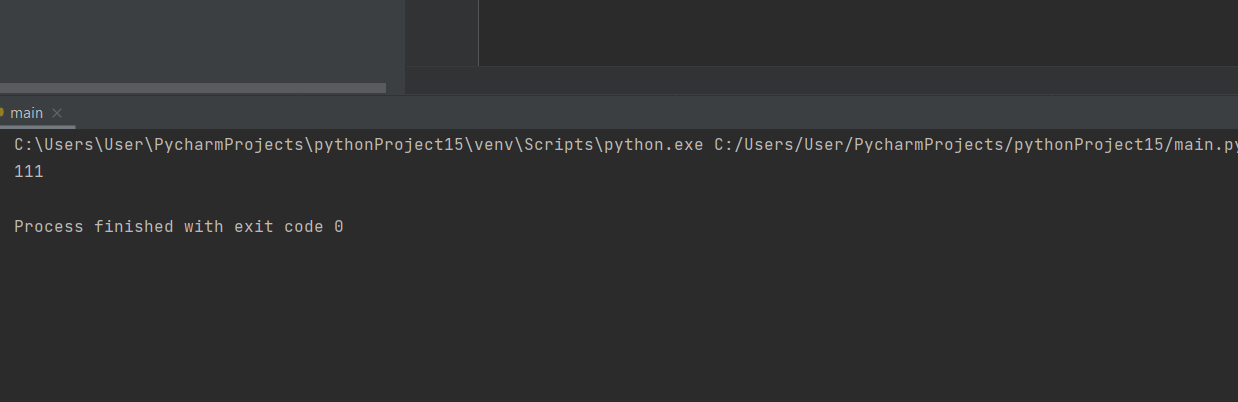 main
C:\Users\User\PycharmProjects\pythonProject15\venv\Scripts\python.exe C:/Users/User/PycharmProjects/pythonProject15/main.py
111
Process finished with exit code 0